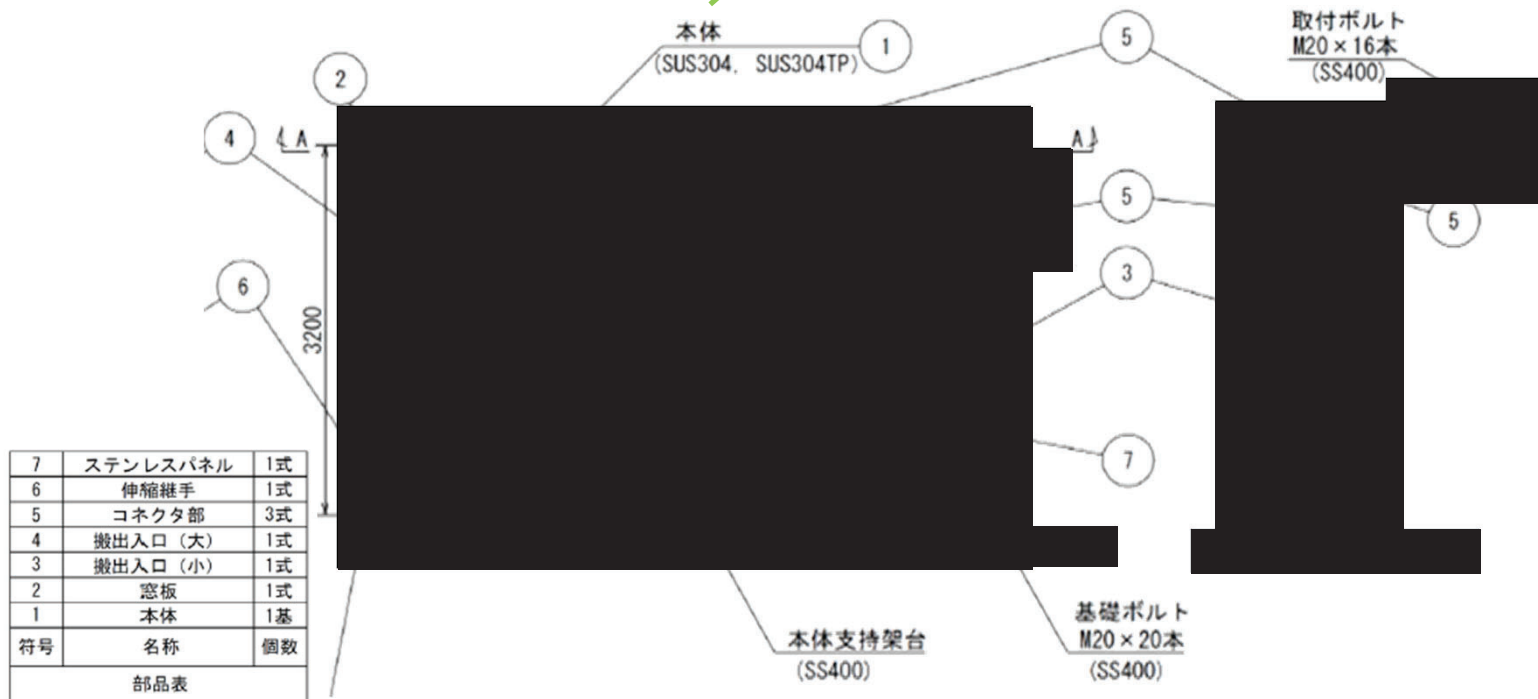 本体
(SUS304, SUS304TP)
1
5
取付ボルト
M20×16本
(SS400)
2
4
A
A
5
5
6
3
3200
7
7 ステンレスパネル 1式
6 伸縮継手 1式
5 コネクタ部 3式
4 搬出入口（大） 1式
3 搬出入口（小） 1式
2 窓板 1式
1 本体 1基
符号 名称 個数
部品表
本体支持架台
(SS400)
基礎ボルト
M20×20本
(SS400)